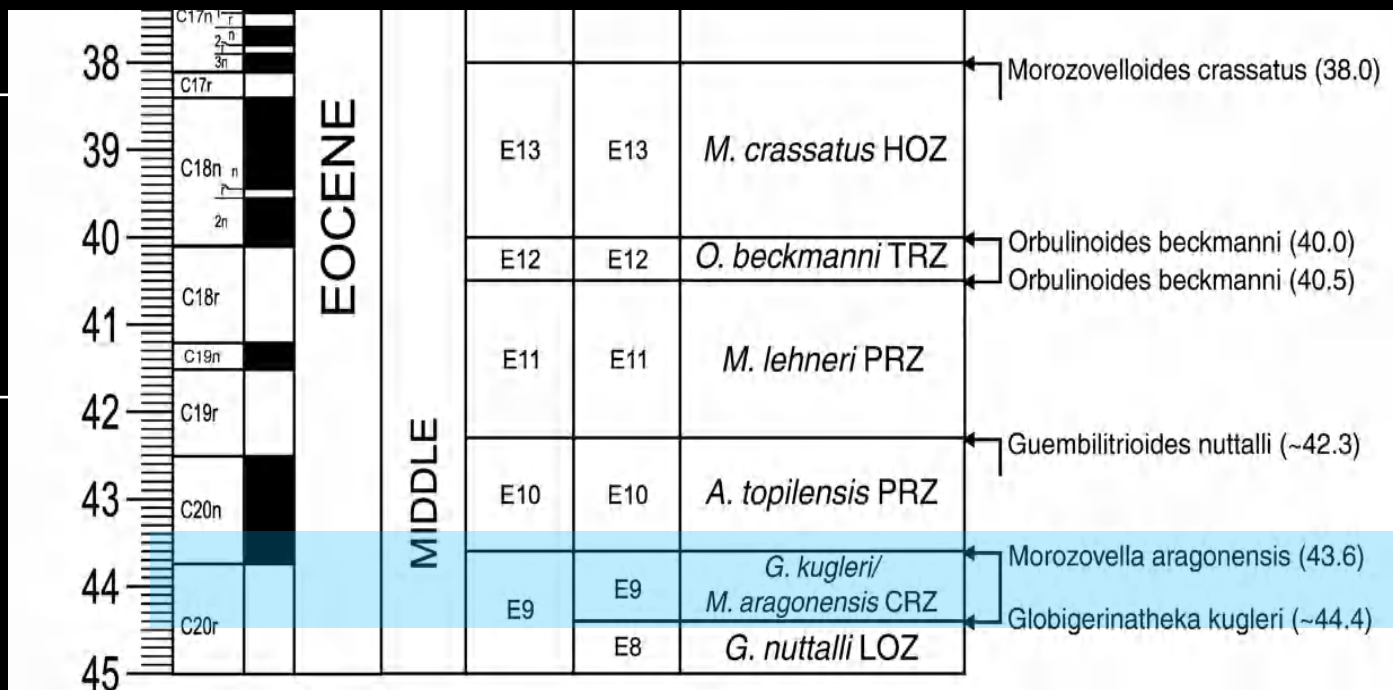 C17n
r
n
2
3n
38
Morozovelloides crassatus (38.0)
C17r
EOCENE
39
E13
E13
M. crassatus HOZ
C18n
n
r
2n
40
Orbulinoides beckmanni (40.0)
E12
E12
O. beckmanni TRZ
Orbulinoides beckmanni (40.5)
C18r
41
C19n
E11
E11
M. lehneri PRZ
42
C19r
MIDDLE
Guembilitrioides nuttalli (~42.3)
43
C20n
E10
E10
A. topilensis PRZ
Morozovella aragonensis (43.6)
44
E9
E9
G. kugleri/
M. aragonensis CRZ
C20r
Globigerinatheka kugleri (~44.4)
E8
G. nuttalli LOZ
45